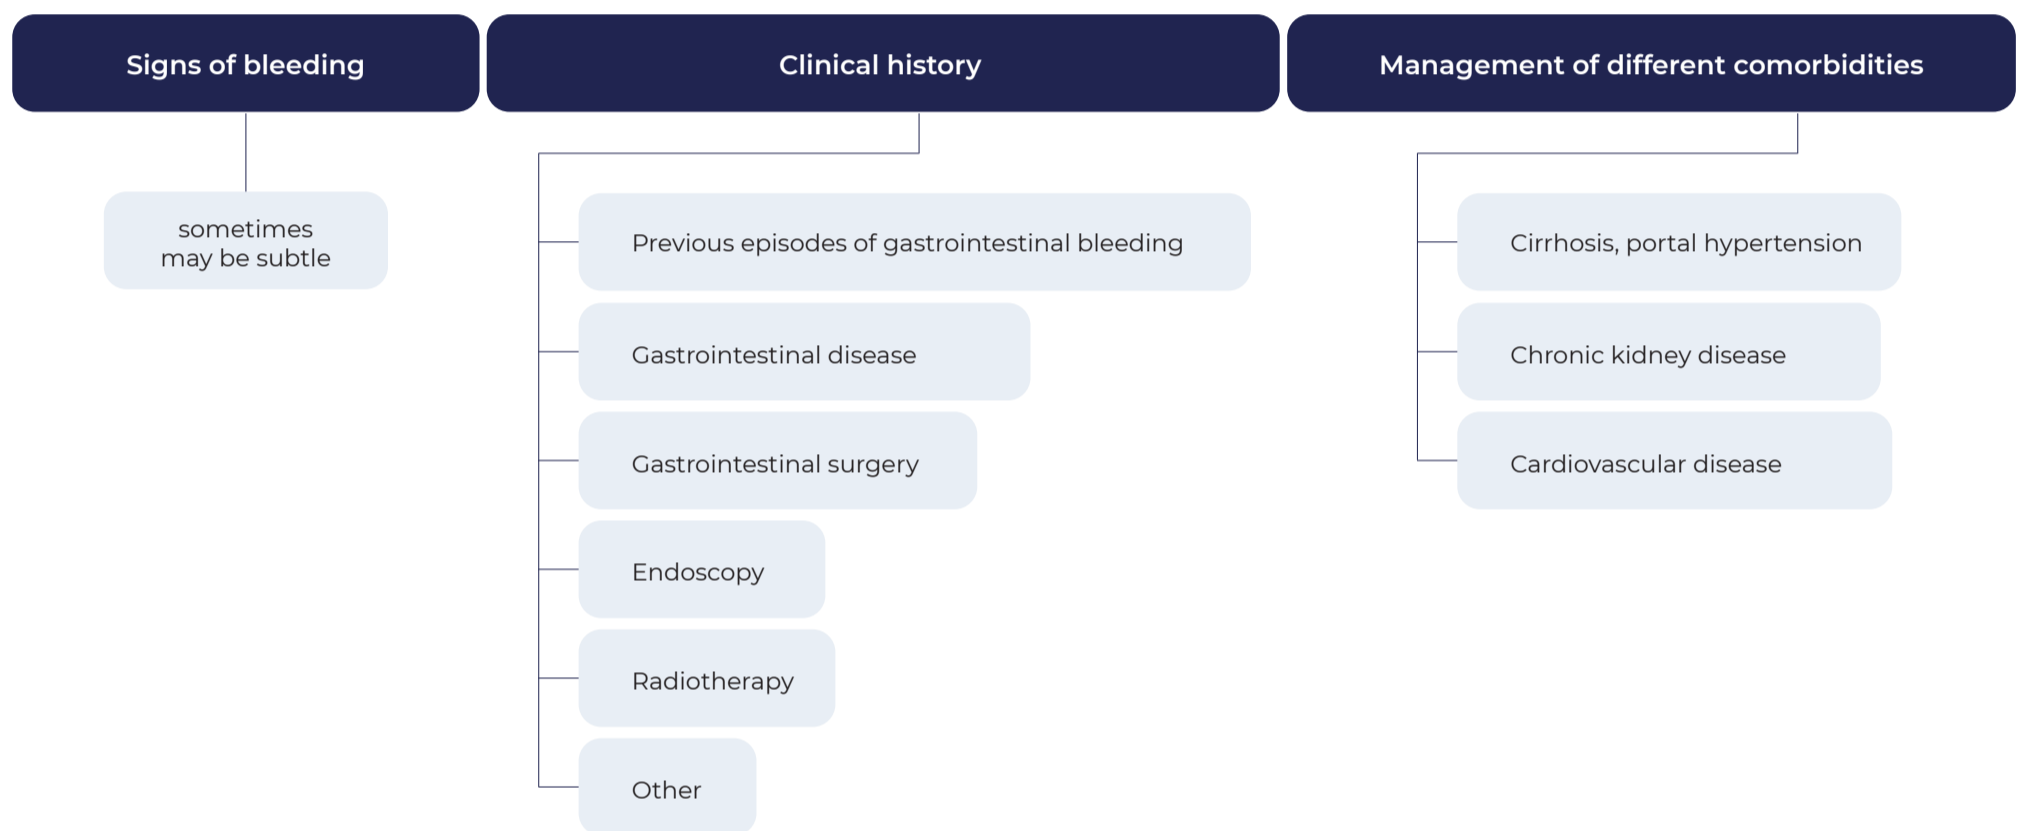 Signs of bleeding
sometimes
may be subtle
Clinical history
Previous episodes of gastrointestinal bleeding
Gastrointestinal disease
Gastrointestinal surgery
Endoscopy
Radiotherapy
Other
Management of different comorbidities
Cirrhosis, portal hypertension
Chronic kidney disease
Cardiovascular disease